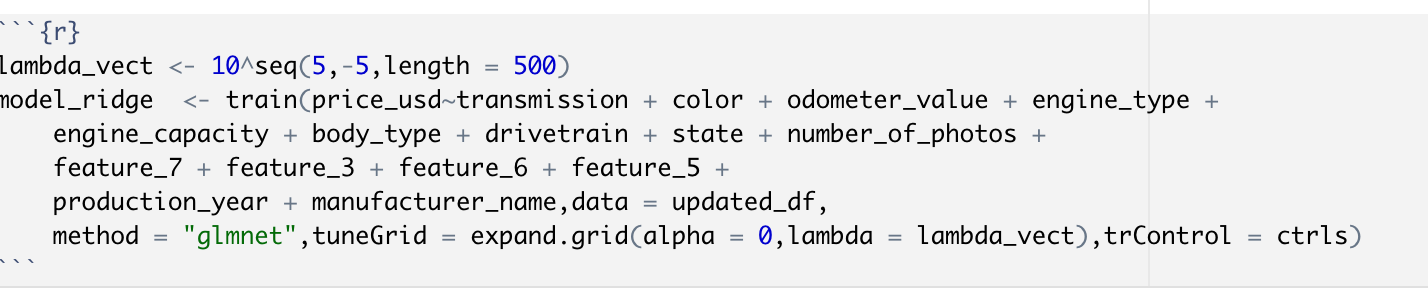 ```{r}
lambda_vect <- 10^seq(5,-5,length = 500)
model_ridge  <- train(price_usd~transmission + color + odometer_value + engine_type +
    engine_capacity + body_type + drivetrain + state + number_of_photos +
    feature_7 + feature_3 + feature_6 + feature_5 +
    production_year + manufacturer_name,data = updated_df,
    method = "glmnet",tuneGrid = expand.grid(alpha = 0,lambda = lambda_vect),trControl = ctrls)
```